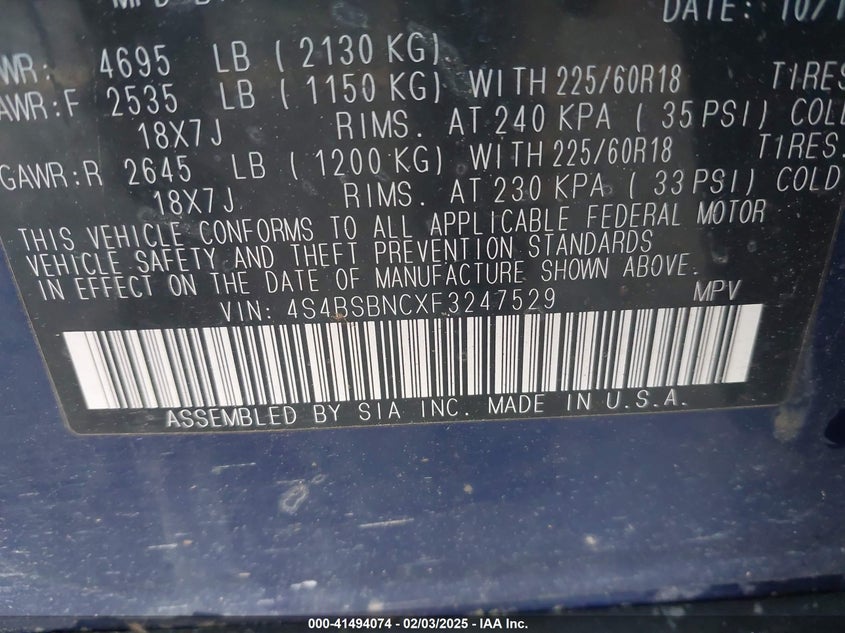 DATE: 10/1
WR: 4695 LB ( 2130 KG)
AWR:F 2535 LB ( 1150 KG) WITH 225/60R18 TIRES
18X7J RIMS. AT 240 KPA ( 35 PSI) COLD
GAWR:R 2645 LB ( 1200 KG) WITH 225/60R18 TIRES.
18X7J RIMS. AT 230 KPA ( 33 PSI) COLD
THIS VEHICLE CONFORMS TO ALL APPLICABLE FEDERAL MOTOR
VEHICLE SAFETY AND THEFT PREVENTION STANDARDS
IN EFFECT ON THE DATE OF MANUFACTURE SHOWN ABOVE.
VIN: 4S4BSBNCXF3247529 MPV
ASSEMBLED BY SIA INC. MADE IN U.S.A.
000-41494074 - 02/03/2025 - IAA Inc.